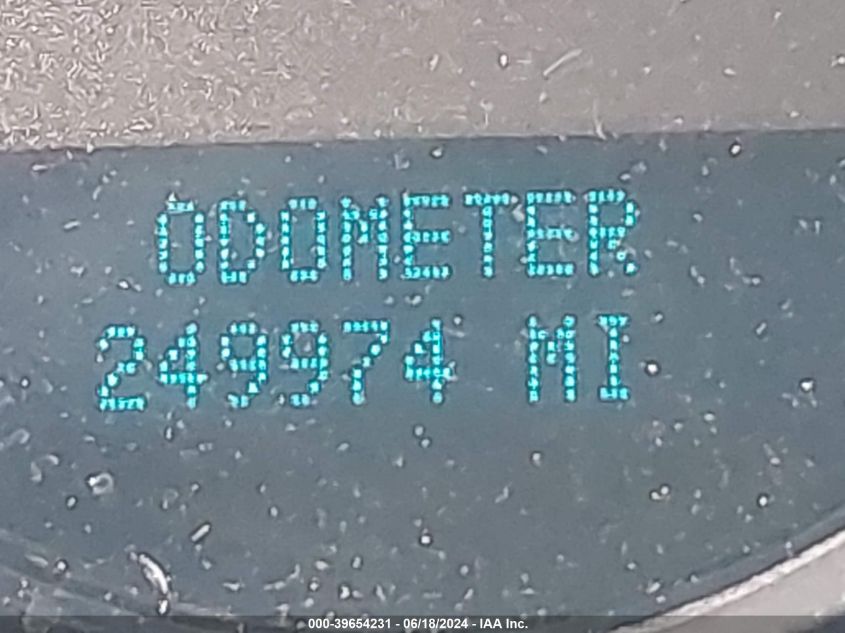 ODOMETER
249974 MI
000-39654231 - 06/18/2024 - IAA Inc.